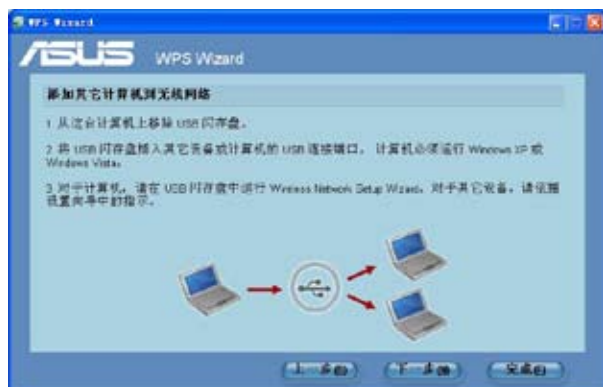 WPS Wizard
ASUS WPS Wizard
添加其它计算机到无线网络
1 从这台计算机上移除 USB 闪存盘。
2 将 USB 闪存盘插入其它设备或计算机的 USB 连接端口。 计算机必须运行 Windows XP 或
Windows Vista。
3 对于计算机，请在 USB 闪存盘中运行 Wireless Network Setup Wizard。对于其它设备，请依照
设置向导中的指示。
上一步(B)
下一步(N)
完成(F)